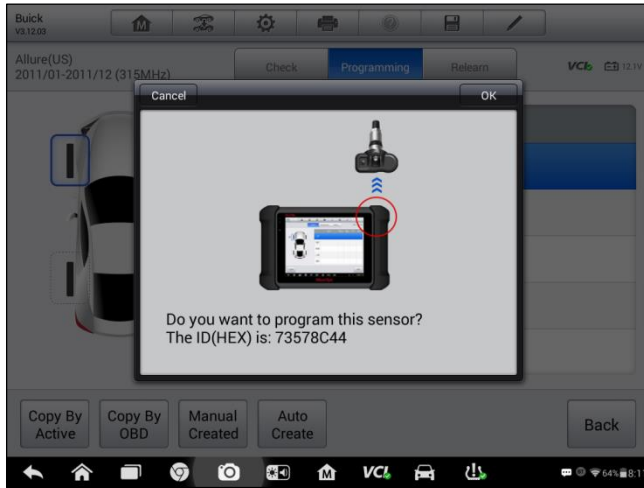 Buick
V3.12.03
Allure(US)
2011/01-2011/12 (315MHz)
Check
Programming
Relearn
VCI
12.1V
Cancel
OK
Do you want to program this sensor?
The ID(HEX) is: 73578C44
Copy By
Active
Copy By
OBD
Manual
Created
Auto
Create
Back
VCI
64%